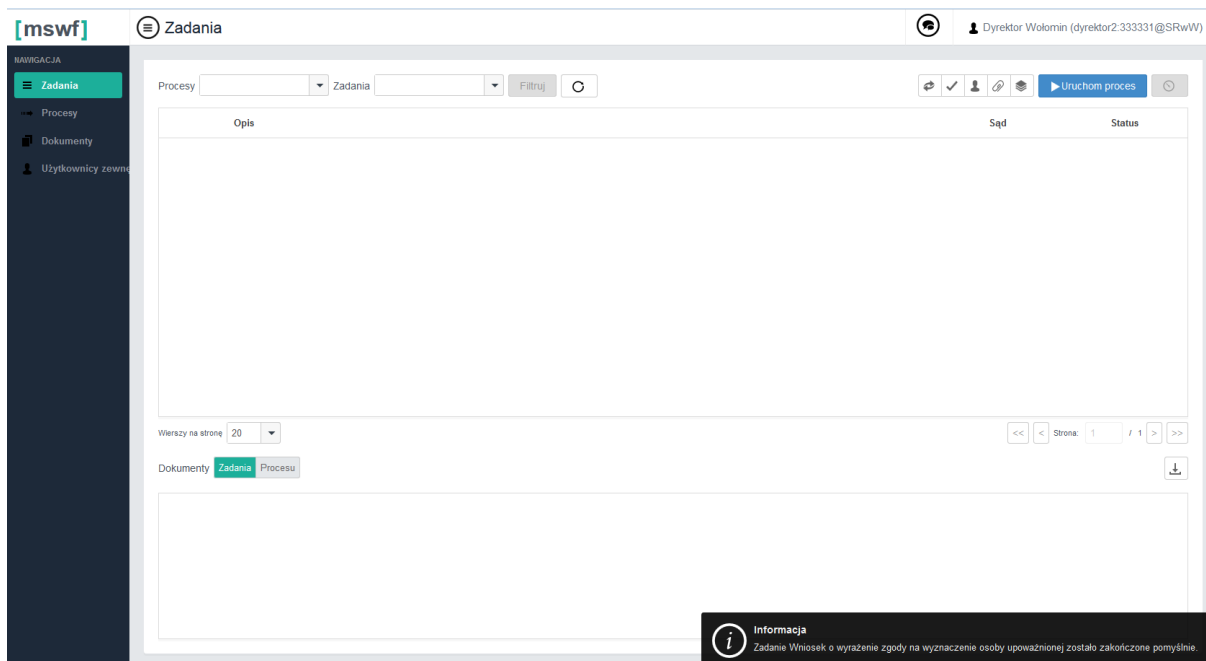 [mswf]
Zadania
Dyrektor Wołomin (dyrektor2:333331@SRwW)
NAWIGACJA
Zadania
Procesy
Dokumenty
Użytkownicy zewnę
Procesy
Zadania
Filtruj
Uruchom proces
Opis Sąd Status
Wierszy na stronę 20
<< < Strona: 1 / 1 > >>
Dokumenty Zadania Procesu
Informacja
Zadanie Wniosek o wyrażenie zgody na wyznaczenie osoby upoważnionej zostało zakończone pomyślnie.